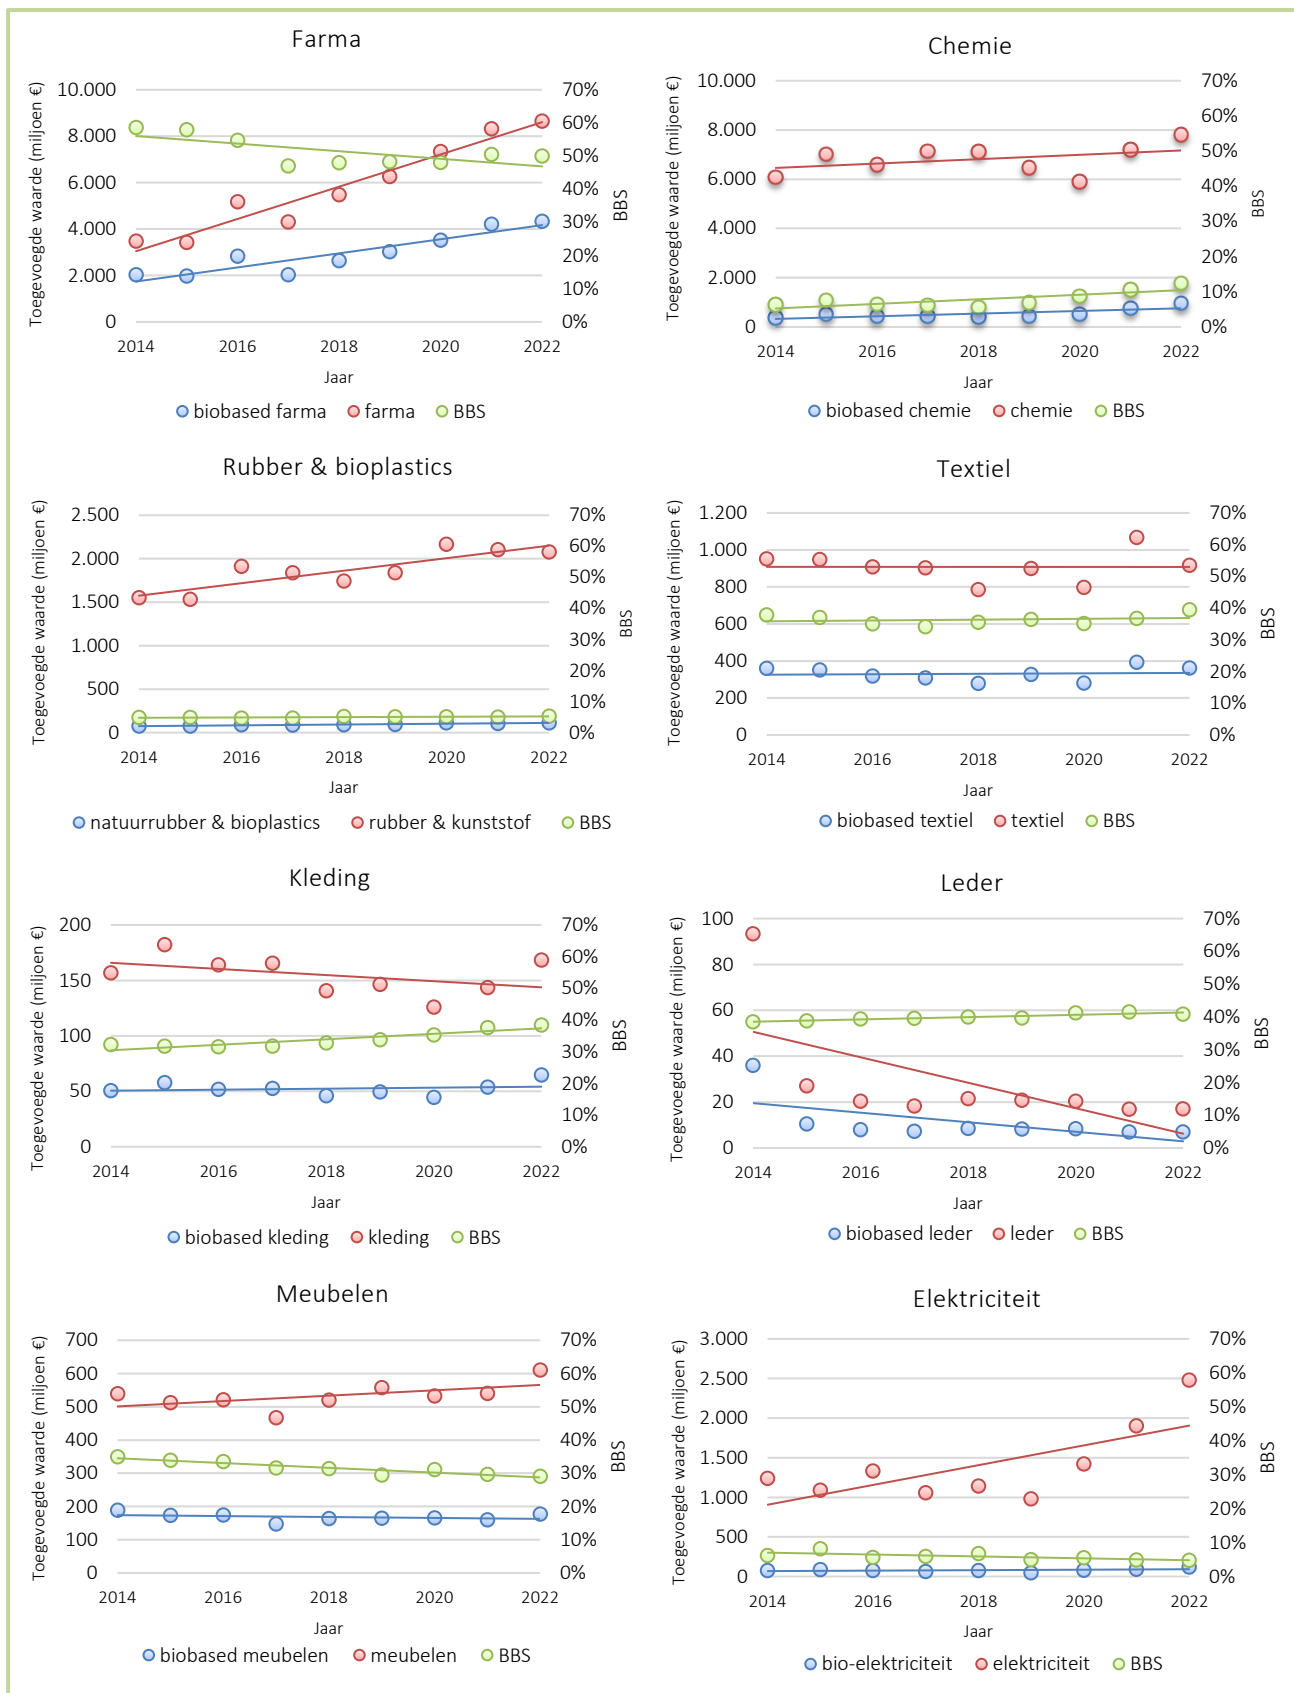 Farma
Toegevoegde waarde (miljoen €)
10.000
8.000
6.000
4.000
2.000
0
70%
60%
50%
40%
30%
20%
10%
0%
BBS
2014 2016 2018 2020 2022
Jaar
biobased farma farma BBS
Chemie
Toegevoegde waarde (miljoen €)
10.000
8.000
6.000
4.000
2.000
0
70%
60%
50%
40%
30%
20%
10%
0%
BBS
2014 2016 2018 2020 2022
Jaar
biobased chemie chemie BBS
Rubber & bioplastics
Toegevoegde waarde (miljoen €)
2.500
2.000
1.500
1.000
500
0
70%
60%
50%
40%
30%
20%
10%
0%
BBS
2014 2016 2018 2020 2022
Jaar
natuurrubber & bioplastics rubber & kunststof BBS
Textiel
Toegevoegde waarde (miljoen €)
1.200
1.000
800
600
400
200
0
70%
60%
50%
40%
30%
20%
10%
0%
BBS
2014 2016 2018 2020 2022
Jaar
biobased textiel textiel BBS
Kleding
Toegevoegde waarde (miljoen €)
200
150
100
50
0
70%
60%
50%
40%
30%
20%
10%
0%
BBS
2014 2016 2018 2020 2022
Jaar
biobased kleding kleding BBS
Leder
Toegevoegde waarde (miljoen €)
100
80
60
40
20
0
70%
60%
50%
40%
30%
20%
10%
0%
BBS
2014 2016 2018 2020 2022
Jaar
biobased leder leder BBS
Meubelen
Toegevoegde waarde (miljoen €)
700
600
500
400
300
200
100
0
70%
60%
50%
40%
30%
20%
10%
0%
BBS
2014 2016 2018 2020 2022
Jaar
biobased meubelen meubelen BBS
Elektriciteit
Toegevoegde waarde (miljoen €)
3.000
2.500
2.000
1.500
1.000
500
0
70%
60%
50%
40%
30%
20%
10%
0%
BBS
2014 2016 2018 2020 2022
Jaar
bio-elektriciteit elektriciteit BBS